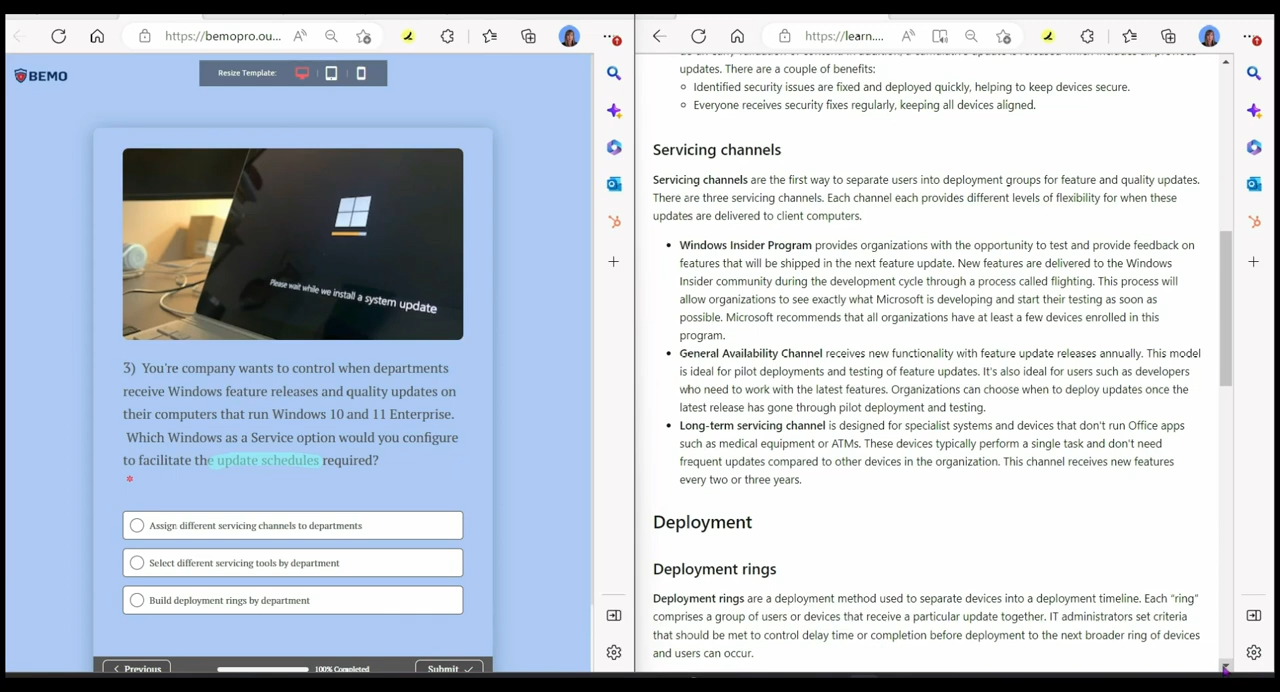 https://bemopro.ou...
BEMO
Resize Template:
Please wait while we install a system update
3) You're company wants to control when departments
receive Windows feature releases and quality updates on
their computers that run Windows 10 and 11 Enterprise.
Which Windows as a Service option would you configure
to facilitate the update schedules required?
*
Assign different servicing channels to departments
Select different servicing tools by department
Build deployment rings by department
Previous
100% Completed
Submit
https://learn....
updates. There are a couple of benefits:
Identified security issues are fixed and deployed quickly, helping to keep devices secure.
Everyone receives security fixes regularly, keeping all devices aligned.
Servicing channels
Servicing channels are the first way to separate users into deployment groups for feature and quality updates.
There are three servicing channels. Each channel each provides different levels of flexibility for when these
updates are delivered to client computers.
• Windows Insider Program provides organizations with the opportunity to test and provide feedback on
features that will be shipped in the next feature update. New features are delivered to the Windows
Insider community during the development cycle through a process called flighting. This process will
allow organizations to see exactly what Microsoft is developing and start their testing as soon as
possible. Microsoft recommends that all organizations have at least a few devices enrolled in this
program.
• General Availability Channel receives new functionality with feature update releases annually. This model
is ideal for pilot deployments and testing of feature updates. It's also ideal for users such as developers
who need to work with the latest features. Organizations can choose when to deploy updates once the
latest release has gone through pilot deployment and testing.
• Long-term servicing channel is designed for specialist systems and devices that don't run Office apps
such as medical equipment or ATMs. These devices typically perform a single task and don't need
frequent updates compared to other devices in the organization. This channel receives new features
every two or three years.
Deployment
Deployment rings
Deployment rings are a deployment method used to separate devices into a deployment timeline. Each “ring”
comprises a group of users or devices that receive a particular update together. IT administrators set criteria
that should be met to control delay time or completion before deployment to the next broader ring of devices
and users can occur.